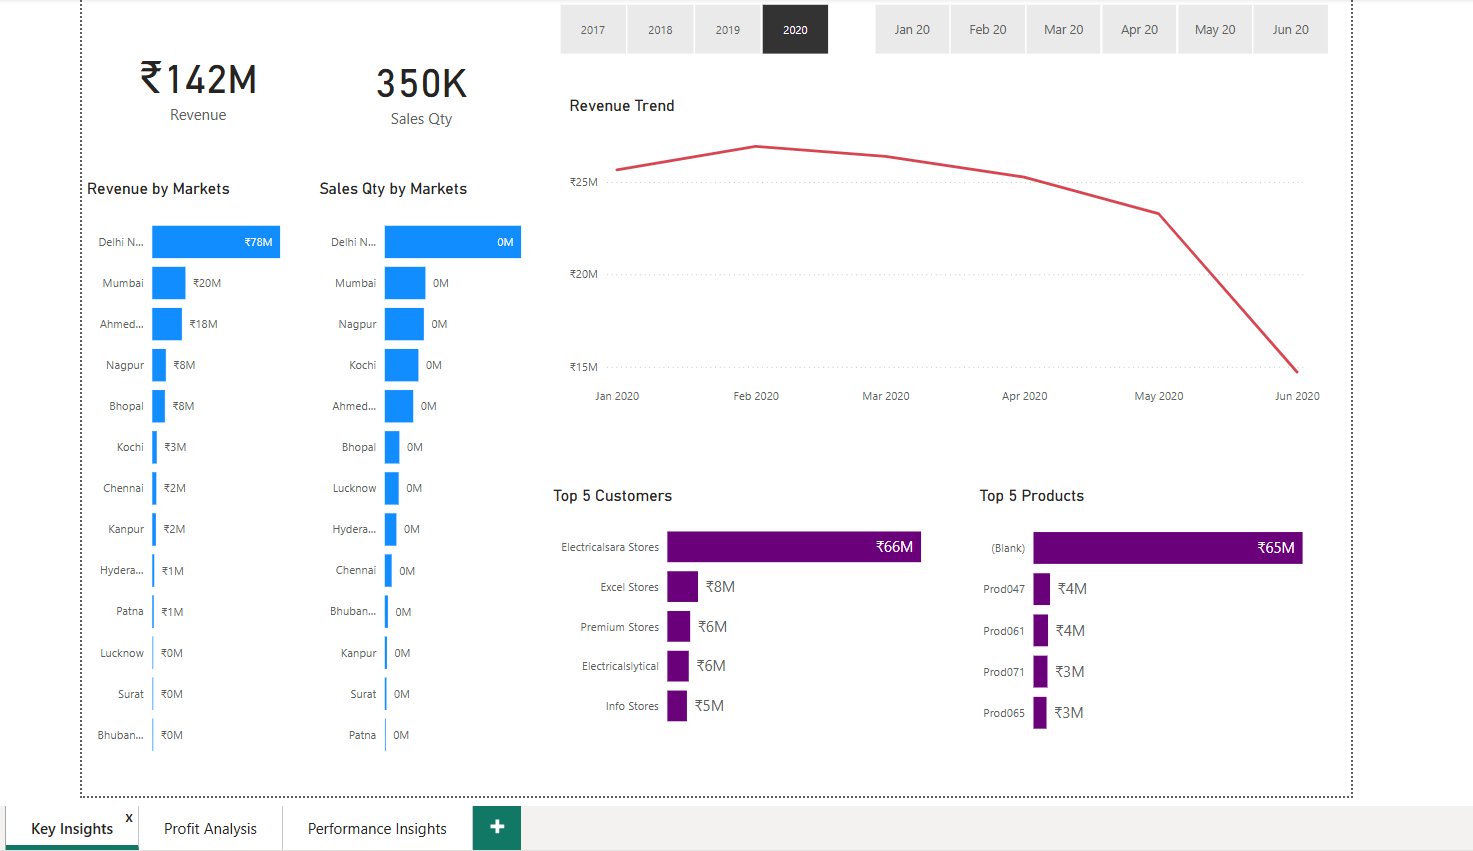 2017 2018 2019 2020 Jan 20 Feb 20 Mar 20 Apr 20 May 20 Jun 20
₹142M
Revenue
350K
Sales Qty
Revenue Trend
₹25M
₹20M
₹15M
Jan 2020 Feb 2020 Mar 2020 Apr 2020 May 2020 Jun 2020
Revenue by Markets
Delhi N... ₹78M
Mumbai ₹20M
Ahmed... ₹18M
Nagpur ₹8M
Bhopal ₹8M
Kochi ₹3M
Chennai ₹2M
Kanpur ₹2M
Hydera... ₹1M
Patna ₹1M
Lucknow ₹0M
Surat ₹0M
Bhuban... ₹0M
Sales Qty by Markets
Delhi N... 0M
Mumbai 0M
Nagpur 0M
Kochi 0M
Ahmed... 0M
Bhopal 0M
Lucknow 0M
Hydera... 0M
Chennai 0M
Bhuban... 0M
Kanpur 0M
Surat 0M
Patna 0M
Top 5 Customers
Electricalsara Stores ₹66M
Excel Stores ₹8M
Premium Stores ₹6M
Electricalslytical ₹6M
Info Stores ₹5M
Top 5 Products
(Blank) ₹65M
Prod047 ₹4M
Prod061 ₹4M
Prod071 ₹3M
Prod065 ₹3M
Key Insights x Profit Analysis Performance Insights +